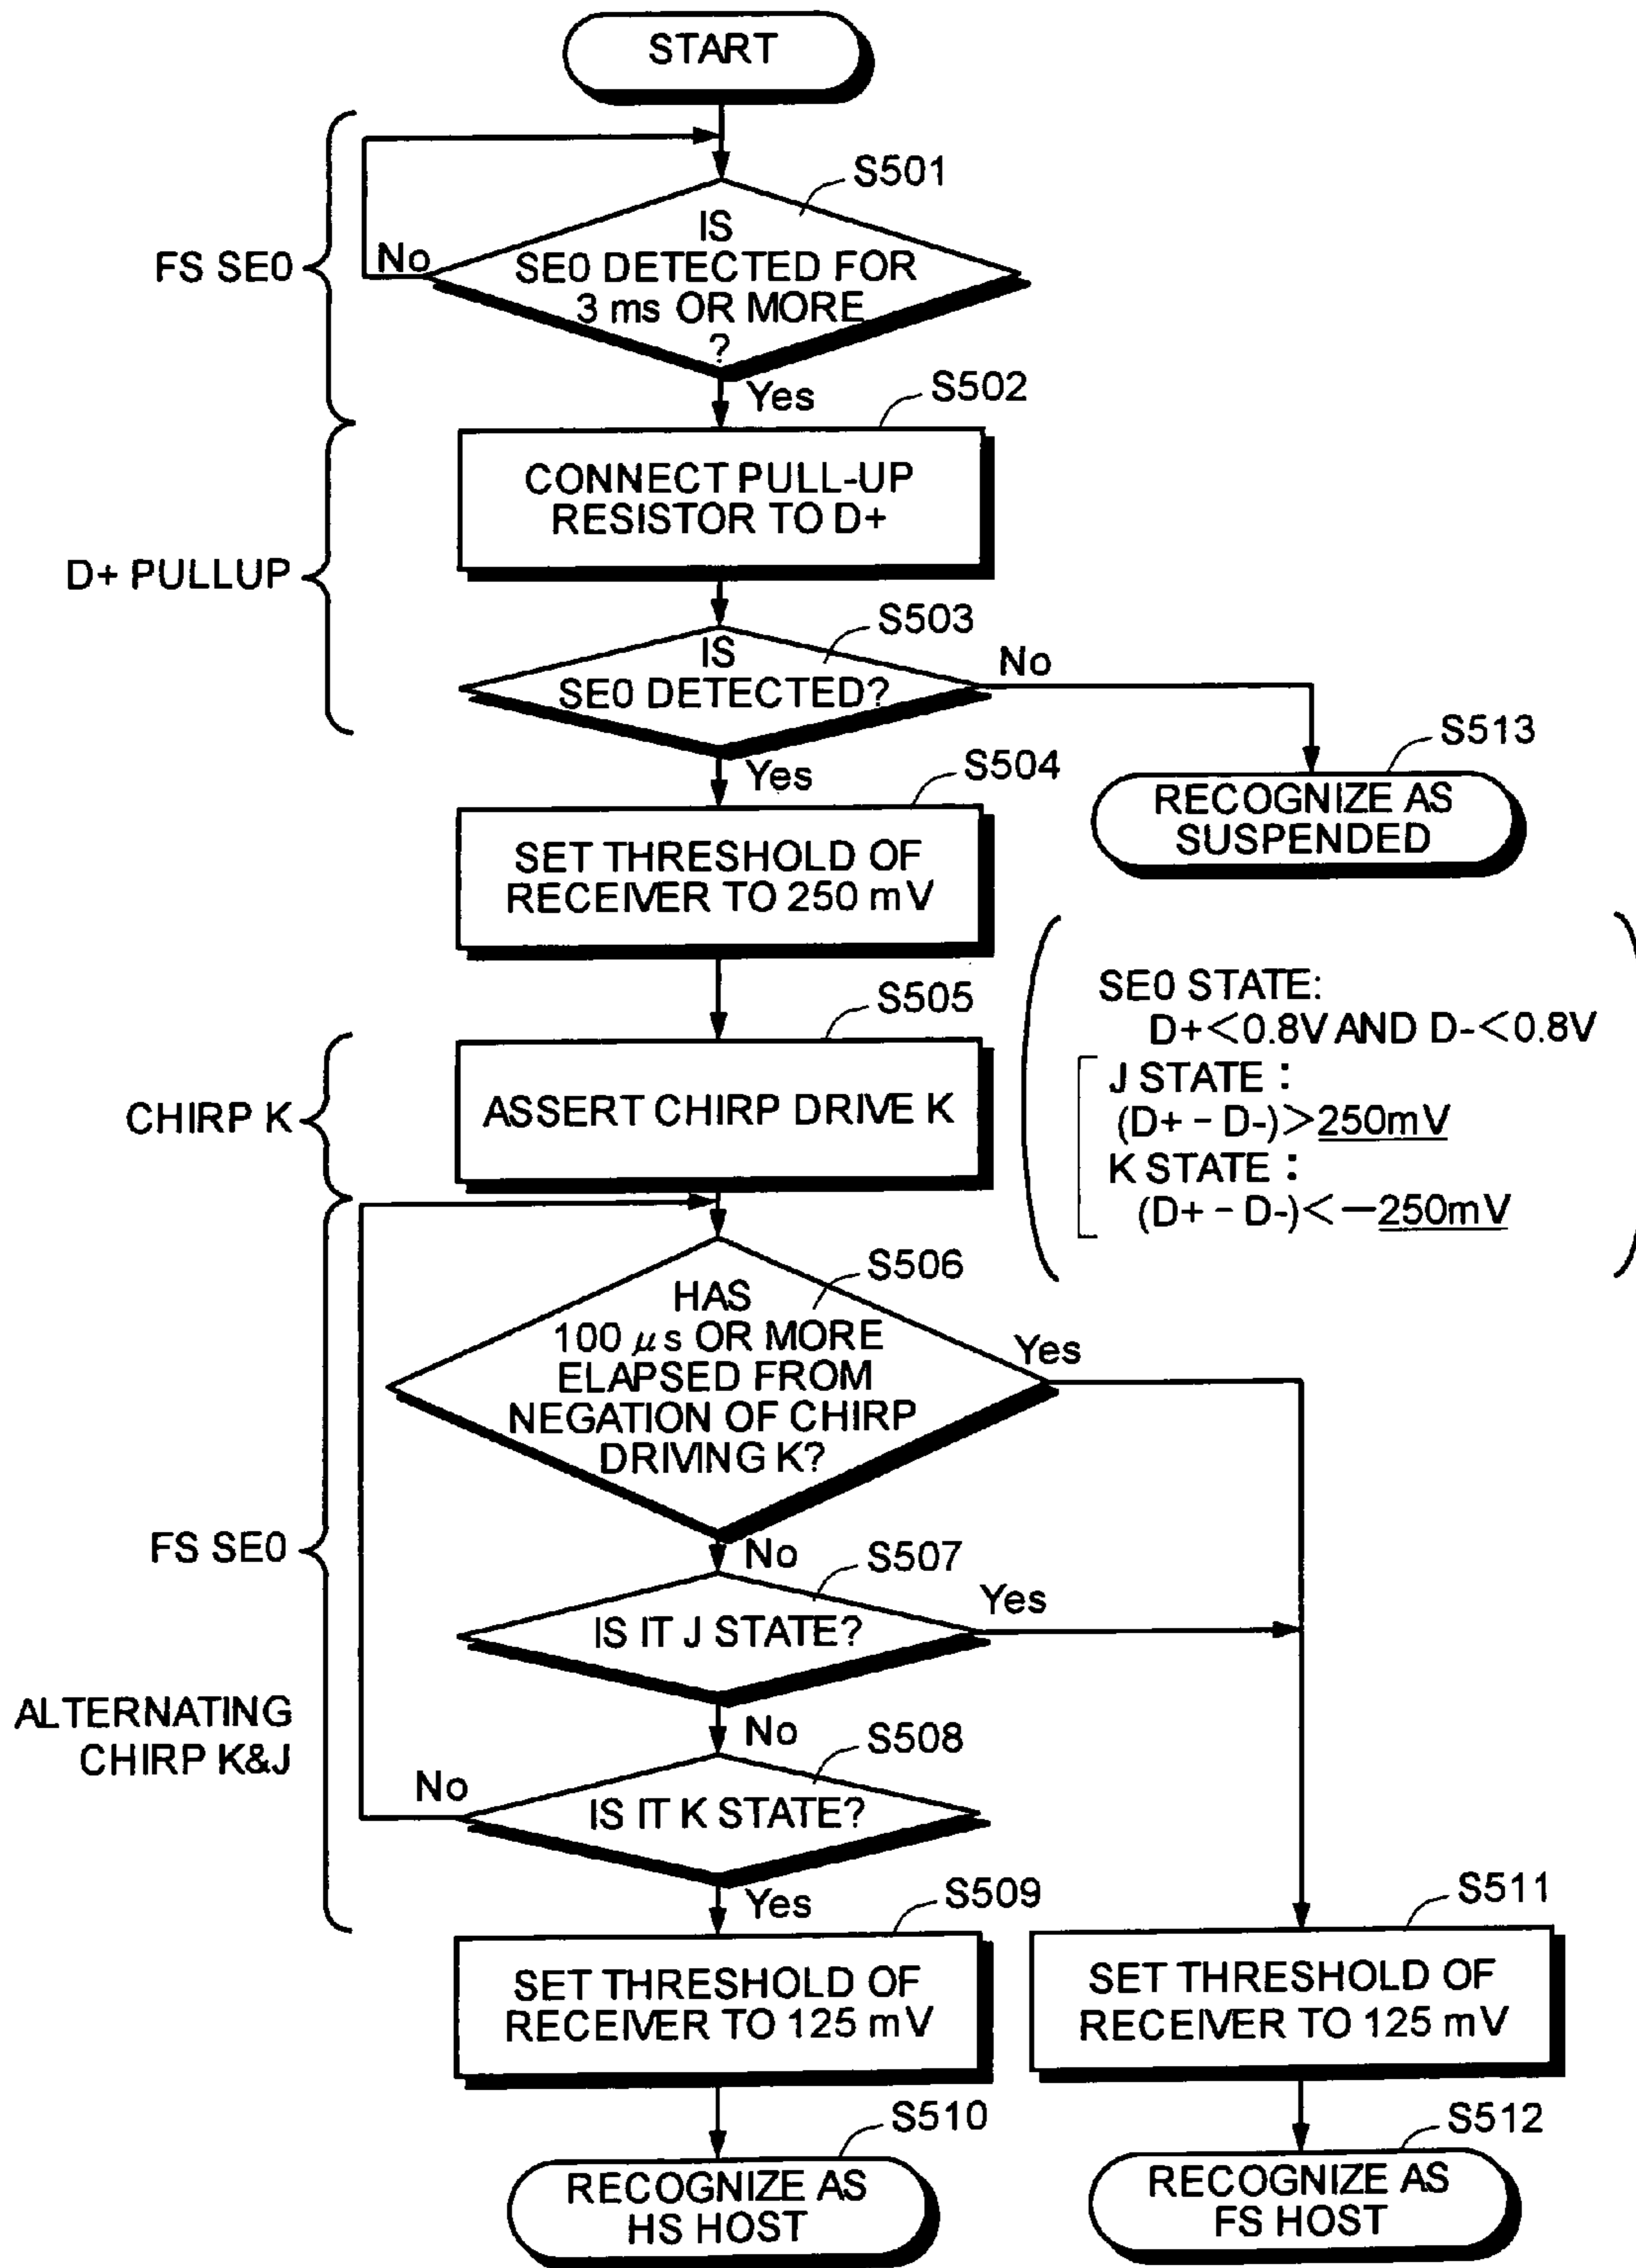 START
S501
IS
SE0 DETECTED FOR
3 ms OR MORE
?
No
FS SE0
Yes
S502
CONNECT PULL-UP
RESISTOR TO D+
D+ PULLUP
S503
IS
SE0 DETECTED?
No
S513
RECOGNIZE AS
SUSPENDED
Yes
S504
SET THRESHOLD OF
RECEIVER TO 250 mV
SE0 STATE:
D+<0.8V AND D-<0.8V
J STATE :
(D+ - D-)>250mV
K STATE :
(D+ - D-)<-250mV
S505
ASSERT CHIRP DRIVE K
CHIRP K
S506
HAS
100 μs OR MORE
ELAPSED FROM
NEGATION OF CHIRP
DRIVING K?
Yes
FS SE0
No
S507
IS IT J STATE?
Yes
ALTERNATING
CHIRP K&J
No
S508
IS IT K STATE?
No
Yes
S509
SET THRESHOLD OF
RECEIVER TO 125 mV
S511
SET THRESHOLD OF
RECEIVER TO 125 mV
S510
RECOGNIZE AS
HS HOST
S512
RECOGNIZE AS
FS HOST